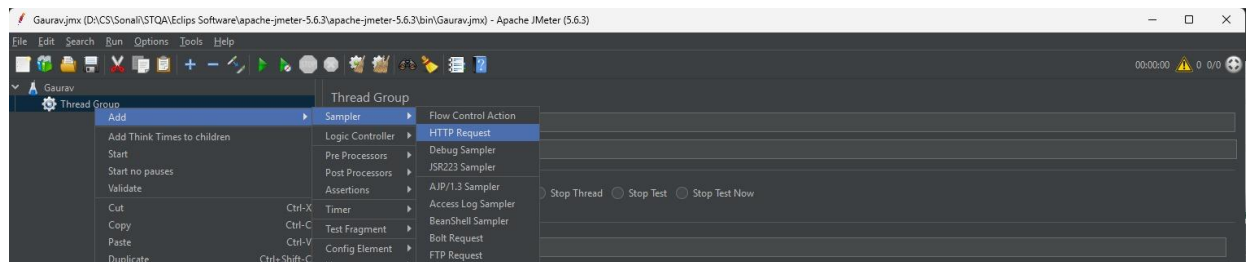 Gaurav.jmx (D:\CS\Sonali\STQA\Eclips Software\apache-jmeter-5.6.3\apache-jmeter-5.6.3\bin\Gaurav.jmx) - Apache JMeter (5.6.3)
File Edit Search Run Options Tools Help
00:00:00 0 0/0
Gaurav
Thread Group
Thread Group
Add
Add Think Times to children
Start
Start no pauses
Validate
Cut Ctrl-X
Copy Ctrl-C
Paste Ctrl-V
Duplicate Ctrl+Shift-C
Sampler
Logic Controller
Pre Processors
Post Processors
Assertions
Timer
Test Fragment
Config Element
Flow Control Action
HTTP Request
Debug Sampler
JSR223 Sampler
AJP/1.3 Sampler
Access Log Sampler
BeanShell Sampler
Bolt Request
FTP Request
Stop Thread Stop Test Stop Test Now